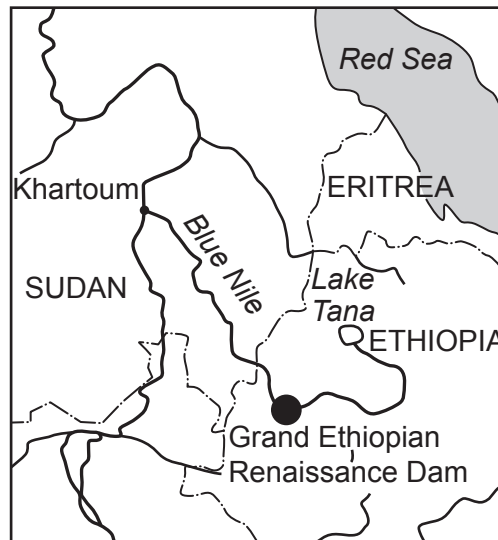 Red Sea
Khartoum
ERITREA
Blue Nile
SUDAN
Lake
Tana
ETHIOPIA
Grand Ethiopian
Renaissance Dam